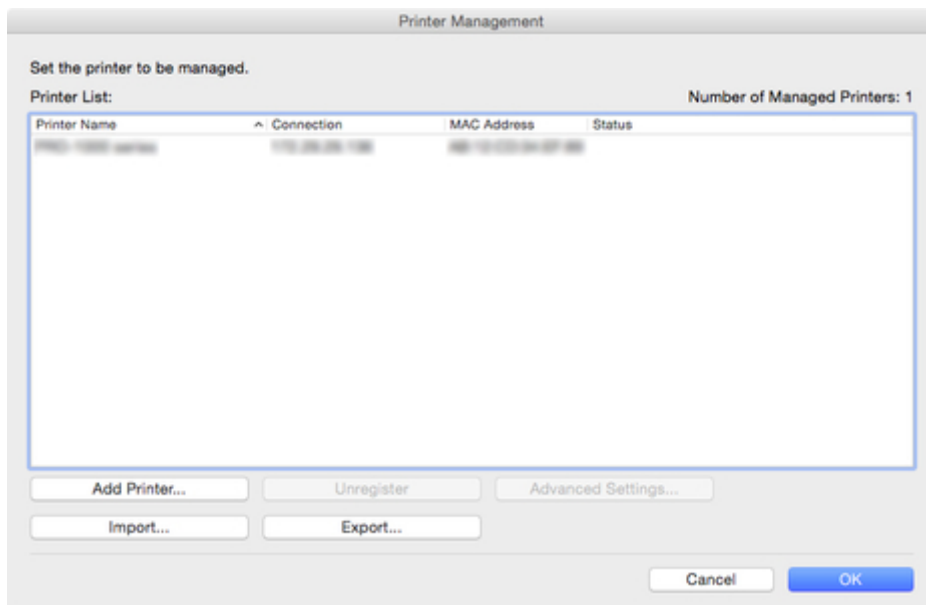 Printer Management
Set the printer to be managed.
Printer List: Number of Managed Printers: 1
Printer Name Connection MAC Address Status
Add Printer... Unregister Advanced Settings...
Import... Export...
Cancel OK